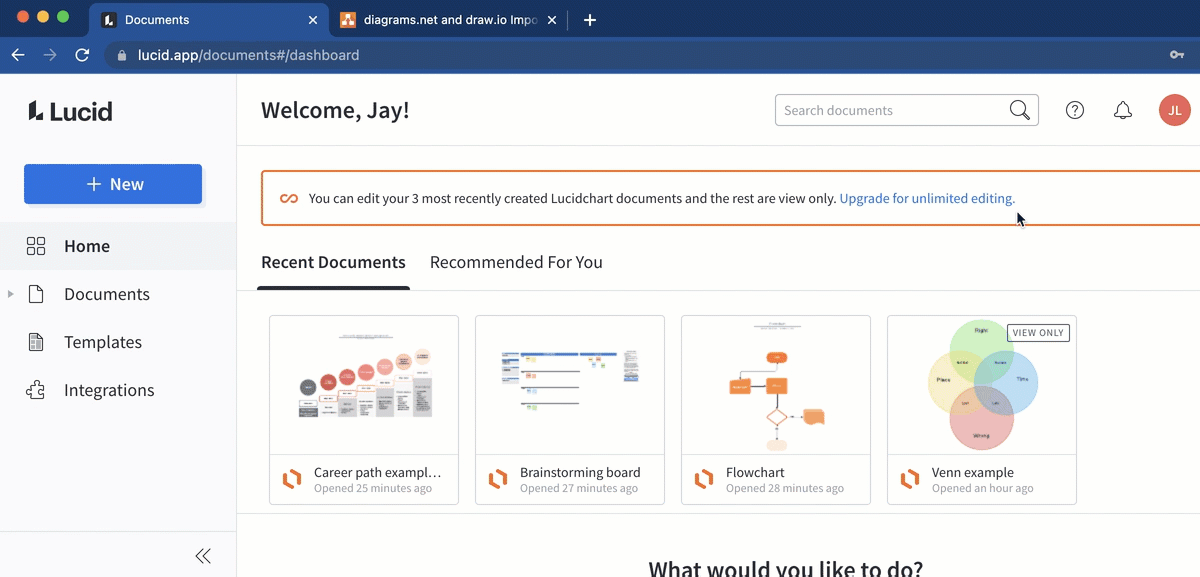 Documents
diagrams.net and draw.io Impo
lucid.app/documents#/dashboard
Lucid
Welcome, Jay!
Search documents
JL
+ New
You can edit your 3 most recently created Lucidchart documents and the rest are view only. Upgrade for unlimited editing.
Home
Documents
Templates
Integrations
Recent Documents
Recommended For You
VIEW ONLY
Right
Place
Time
Wrong
Career path exampl...
Opened 25 minutes ago
Brainstorming board
Opened 27 minutes ago
Flowchart
Opened 28 minutes ago
Venn example
Opened an hour ago
What would you like to do?